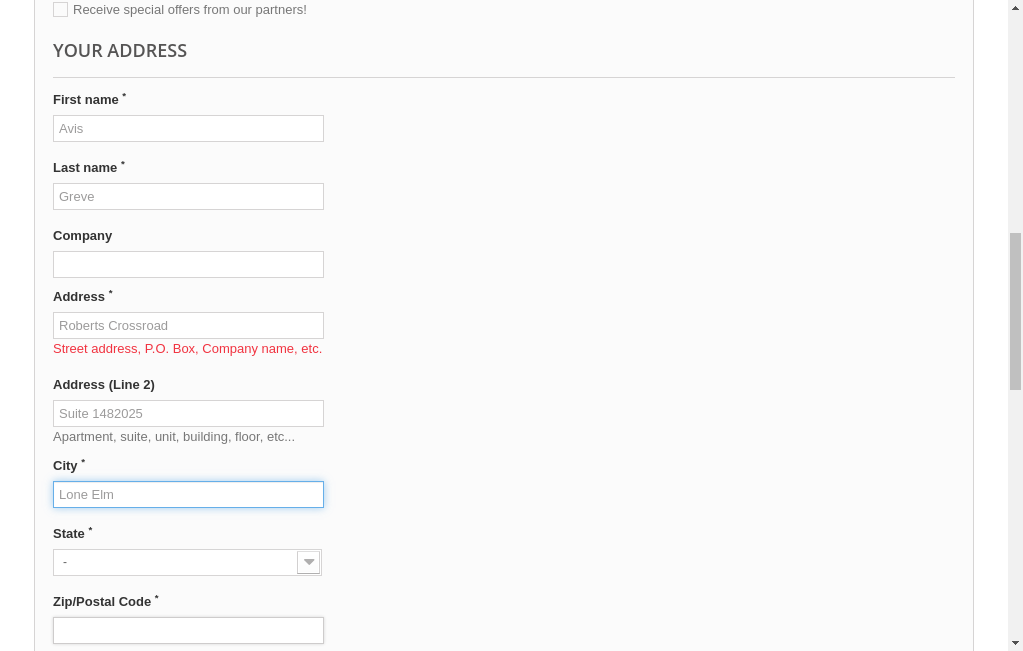 Receive special offers from our partners!
YOUR ADDRESS
First name *
Avis
Last name *
Greve
Company
Address *
Roberts Crossroad
Street address, P.O. Box, Company name, etc.
Address (Line 2)
Suite 1482025
Apartment, suite, unit, building, floor, etc...
City *
Lone Elm
State *
-
Zip/Postal Code *